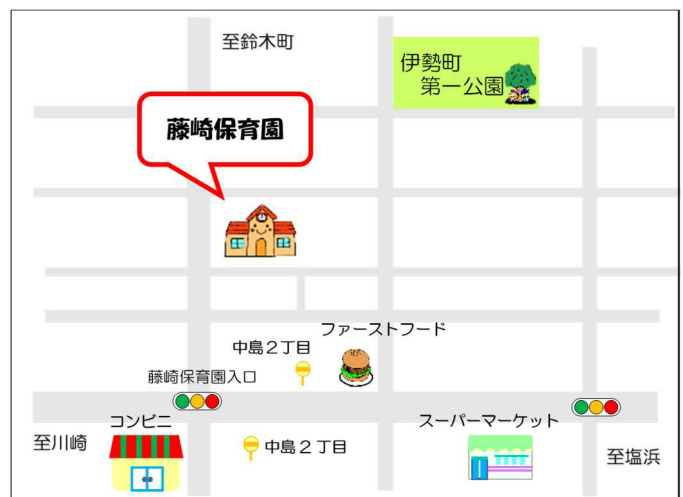 至鈴木町
伊勢町
第一公園
藤崎保育園
ファーストフード
中島２丁目
藤崎保育園入口
コンビニ
スーパーマーケット
至川崎
中島２丁目
至塩浜